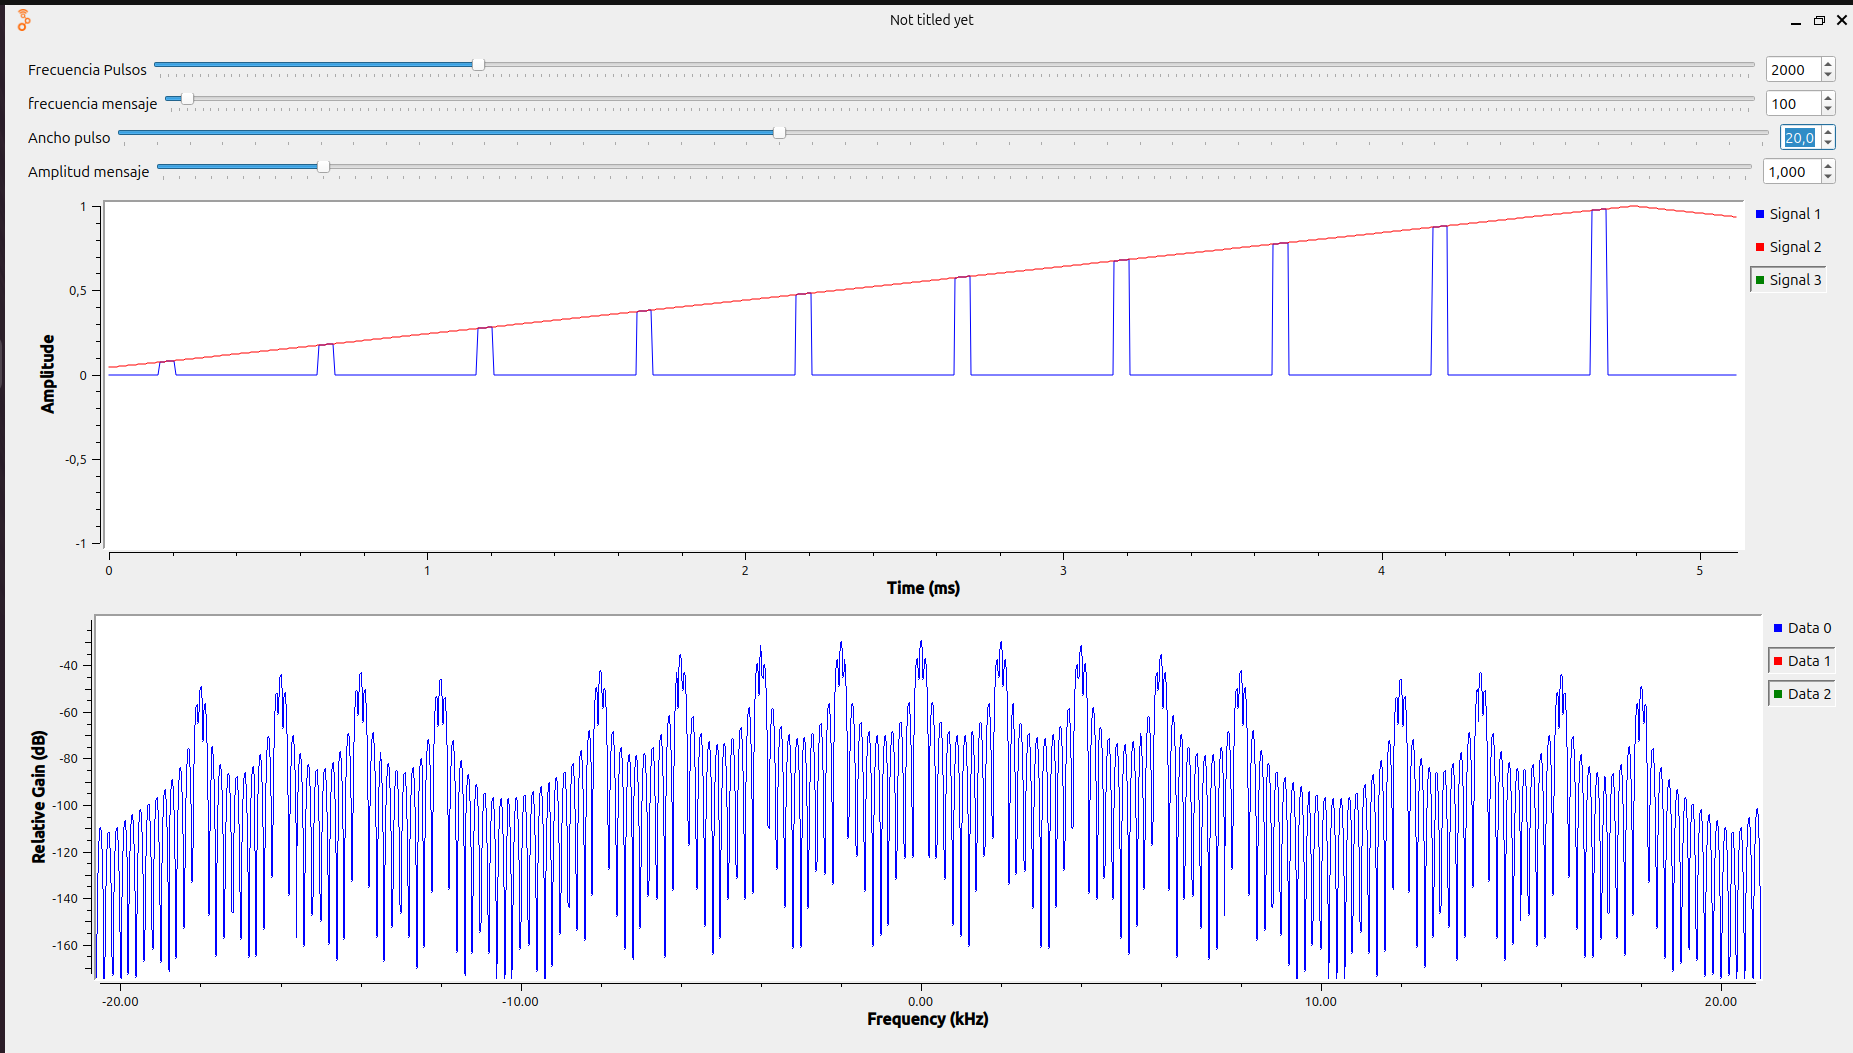 Not titled yet
Frecuencia Pulsos 2000
frecuencia mensaje 100
Ancho pulso 20,0
Amplitud mensaje 1,000
Amplitude
1
0,5
0
-0,5
-1
0 1 2 3 4 5
Time (ms)
Signal 1
Signal 2
Signal 3
Relative Gain (dB)
-40
-60
-80
-100
-120
-140
-160
-20.00 -10.00 0.00 10.00 20.00
Frequency (kHz)
Data 0
Data 1
Data 2